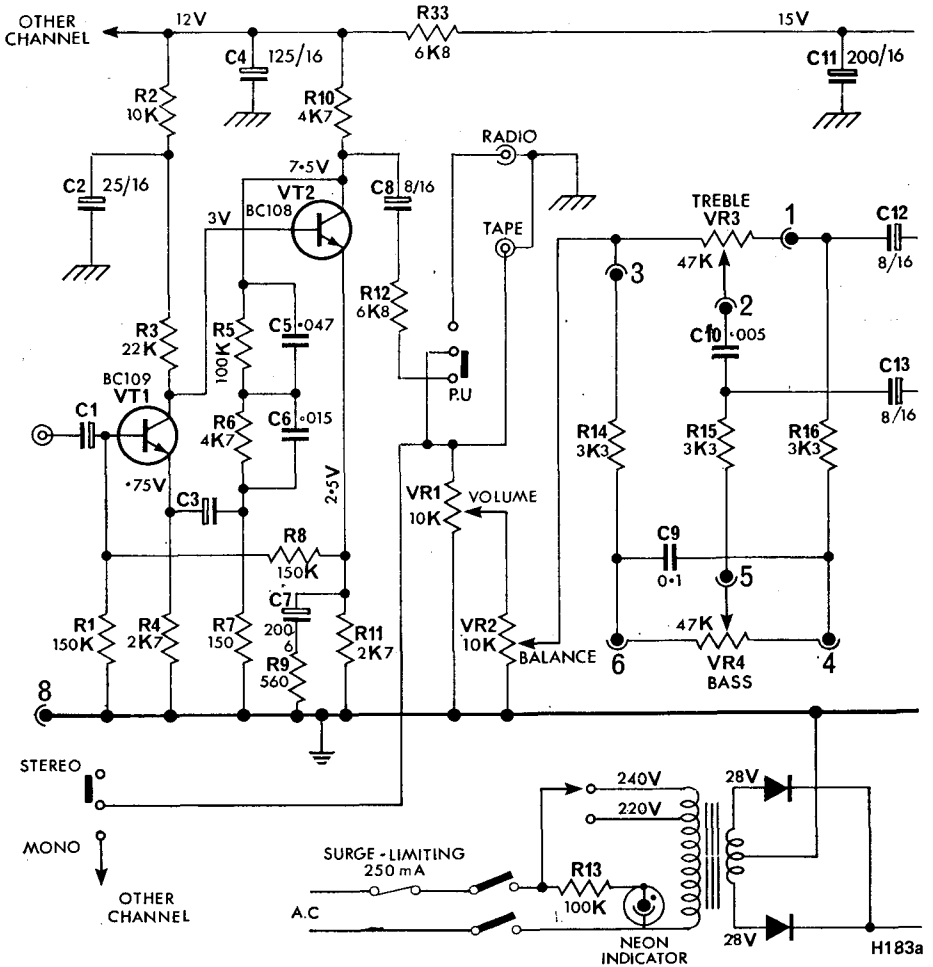 OTHER
CHANNEL
12V
R33
6K8
15V
C4
125/16
C11
200/16
R2
10K
R10
4K7
RADIO
C2
25/16
7·5V
VT2
BC108
C8
8/16
TREBLE
VR3
1
C12
3V
TAPE
47K
8/16
3
R12
6K8
2
R3
22K
R5
100K
C5
·047
C10
·005
BC109
VT1
C13
8/16
P.U
C1
R6
4K7
C6
·015
R14
3K3
R15
3K3
R16
3K3
·75V
2·5V
C3
VR1
10K
VOLUME
R8
150K
C9
0·1
5
C7
200
6
R1
150K
R4
2K7
R7
150
R11
2K7
VR2
10K
BALANCE
47K
6
VR4
BASS
4
R9
560
8
STEREO
240V
28V
220V
MONO
SURGE-LIMITING
250mA
OTHER
CHANNEL
A.C
R13
100K
NEON
INDICATOR
28V
H183a